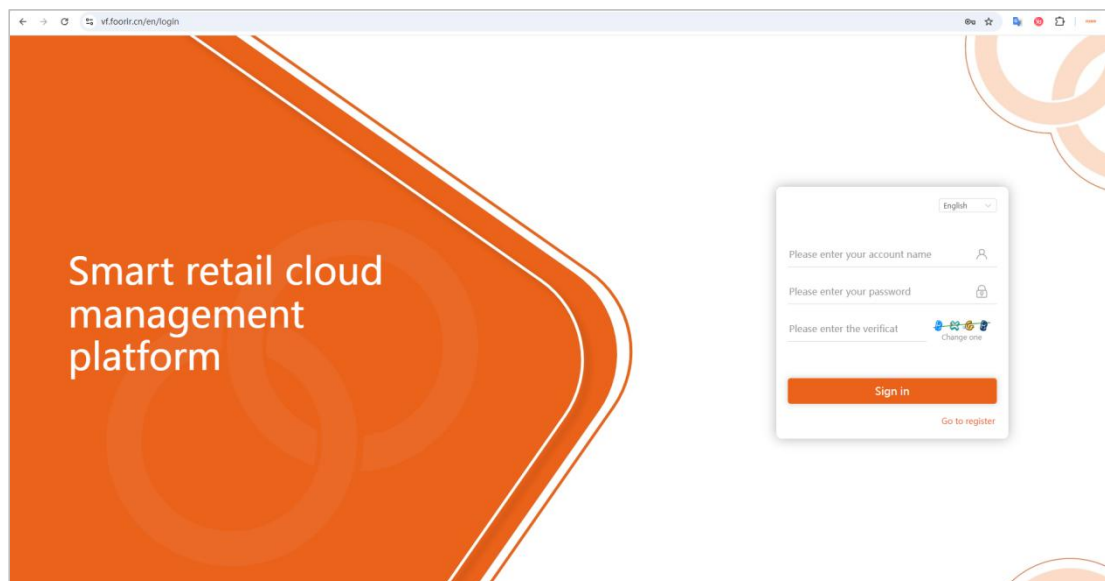 vf.foorir.cn/en/login
English
Smart retail cloud
management
platform
Please enter your account name
Please enter your password
Please enter the verificat
Change one
Sign in
Go to register